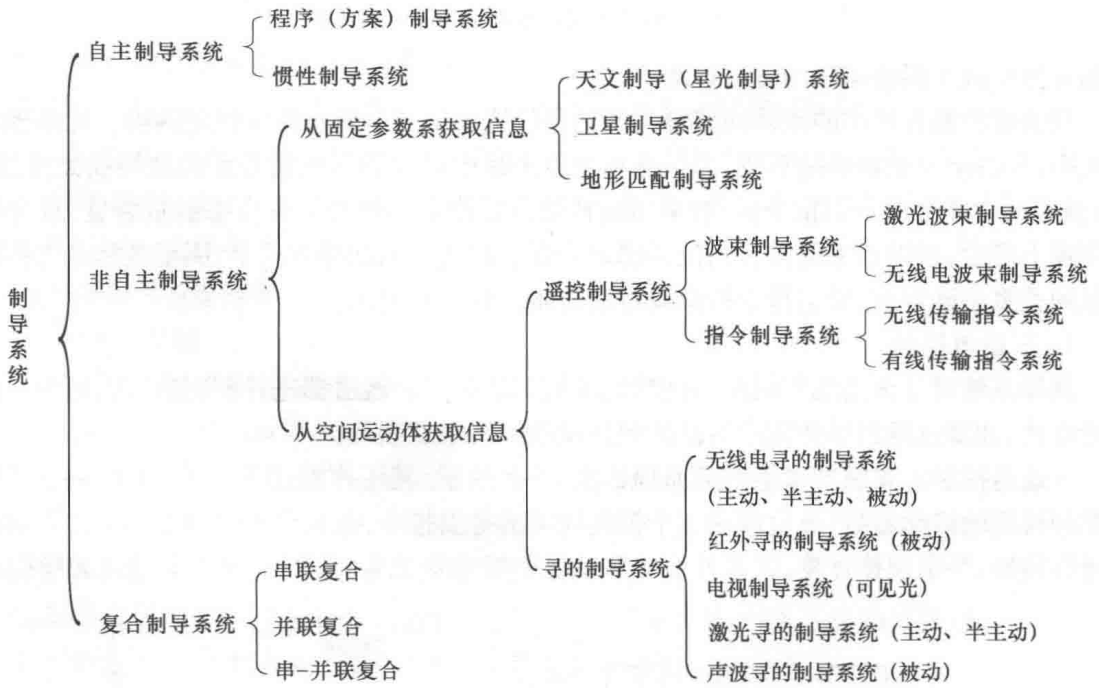 制导系统
自主制导系统
程序（方案）制导系统
惯性制导系统
非自主制导系统
从固定参数系获取信息
天文制导（星光制导）系统
卫星制导系统
地形匹配制导系统
从空间运动体获取信息
遥控制导系统
波束制导系统
激光波束制导系统
无线电波束制导系统
指令制导系统
无线传输指令系统
有线传输指令系统
寻的制导系统
无线电寻的制导系统
（主动、半主动、被动）
红外寻的制导系统（被动）
电视制导系统（可见光）
激光寻的制导系统（主动、半主动）
声波寻的制导系统（被动）
复合制导系统
串联复合
并联复合
串-并联复合